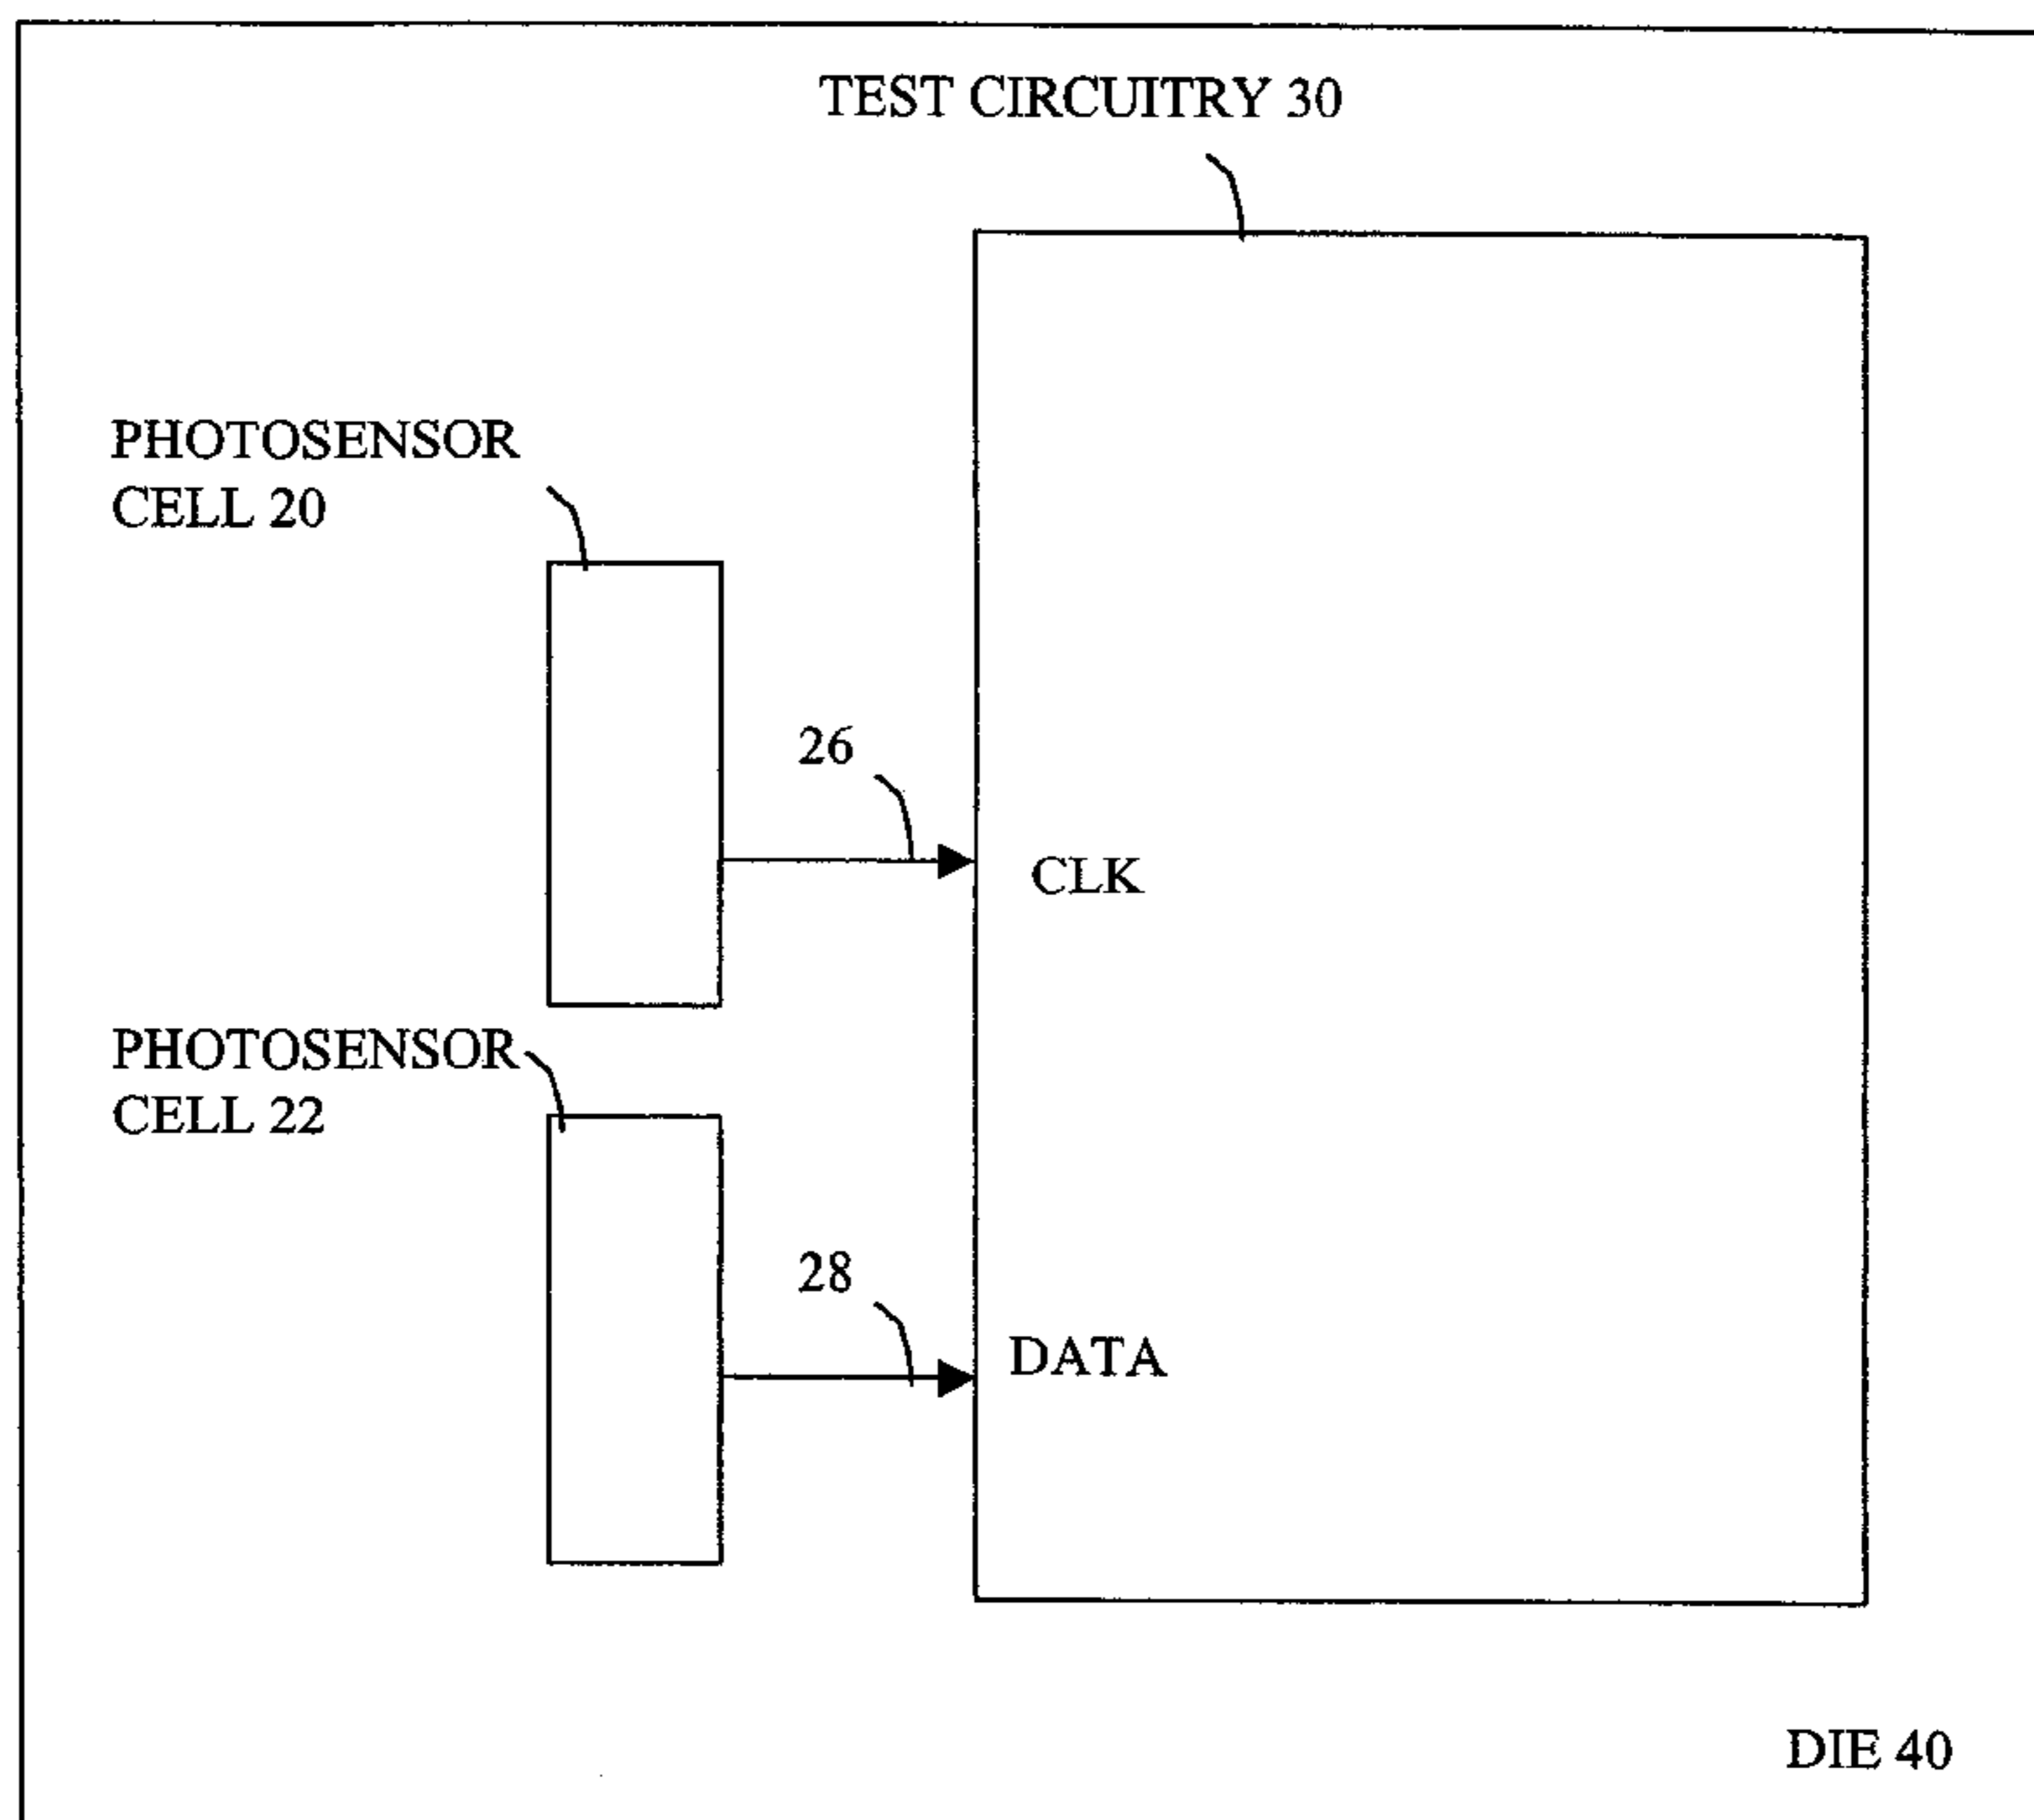 TEST CIRCUITRY 30
PHOTOSENSOR
CELL 20
26
CLK
PHOTOSENSOR
CELL 22
28
DATA
DIE 40